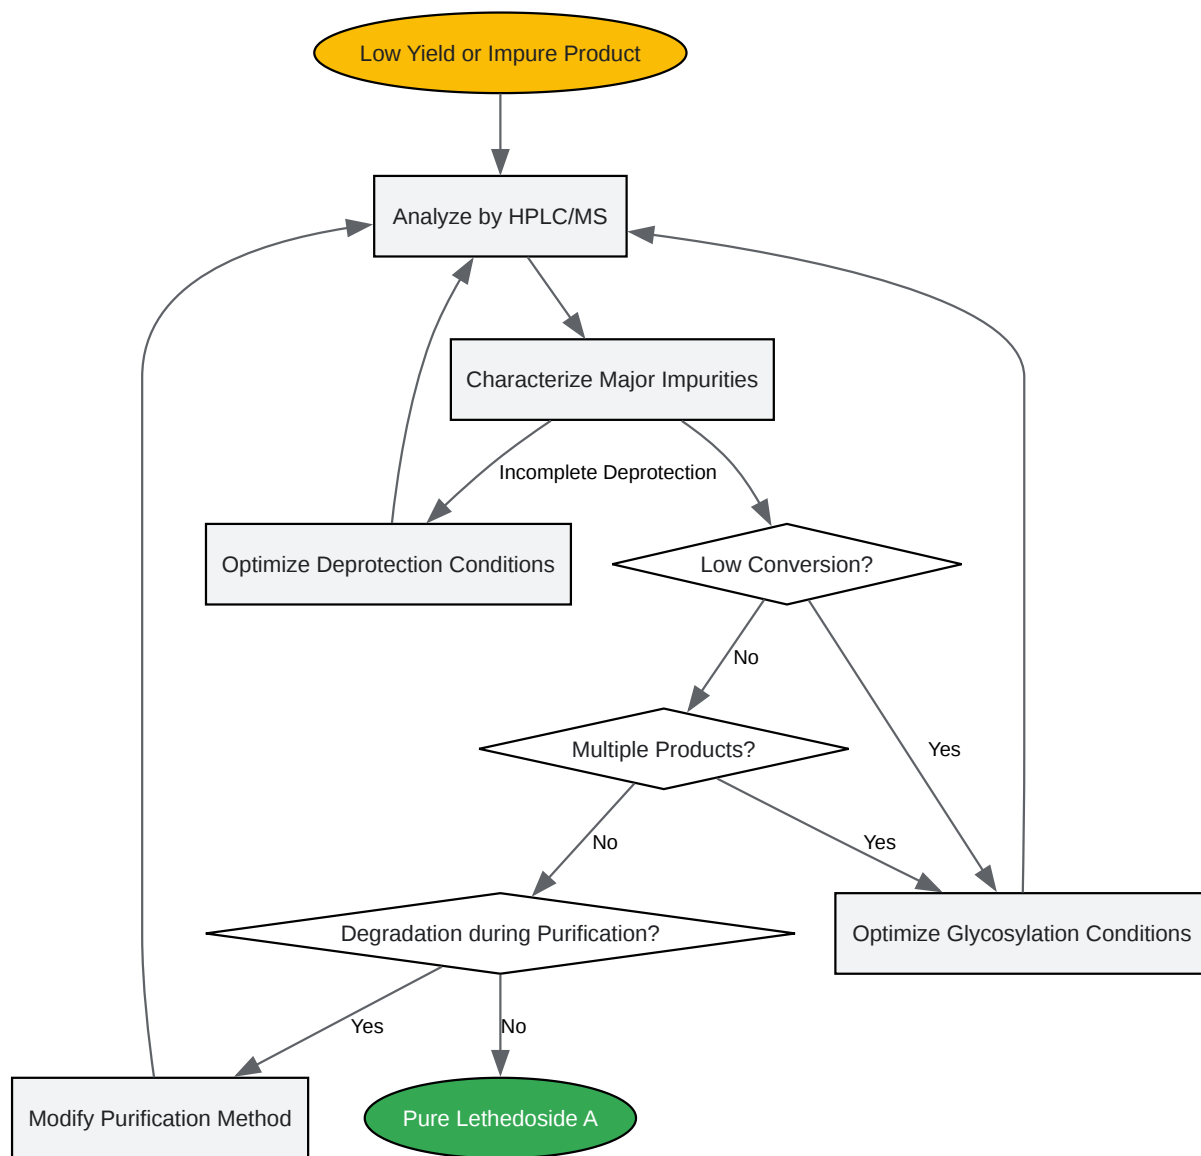 Low Yield or Impure Product
Analyze by HPLC/MS
Characterize Major Impurities
Incomplete Deprotection
Optimize Deprotection Conditions
Low Conversion?
No
Yes
Multiple Products?
No
Yes
Degradation during Purification?
Optimize Glycosylation Conditions
Yes
No
Modify Purification Method
Pure Lethedoside A